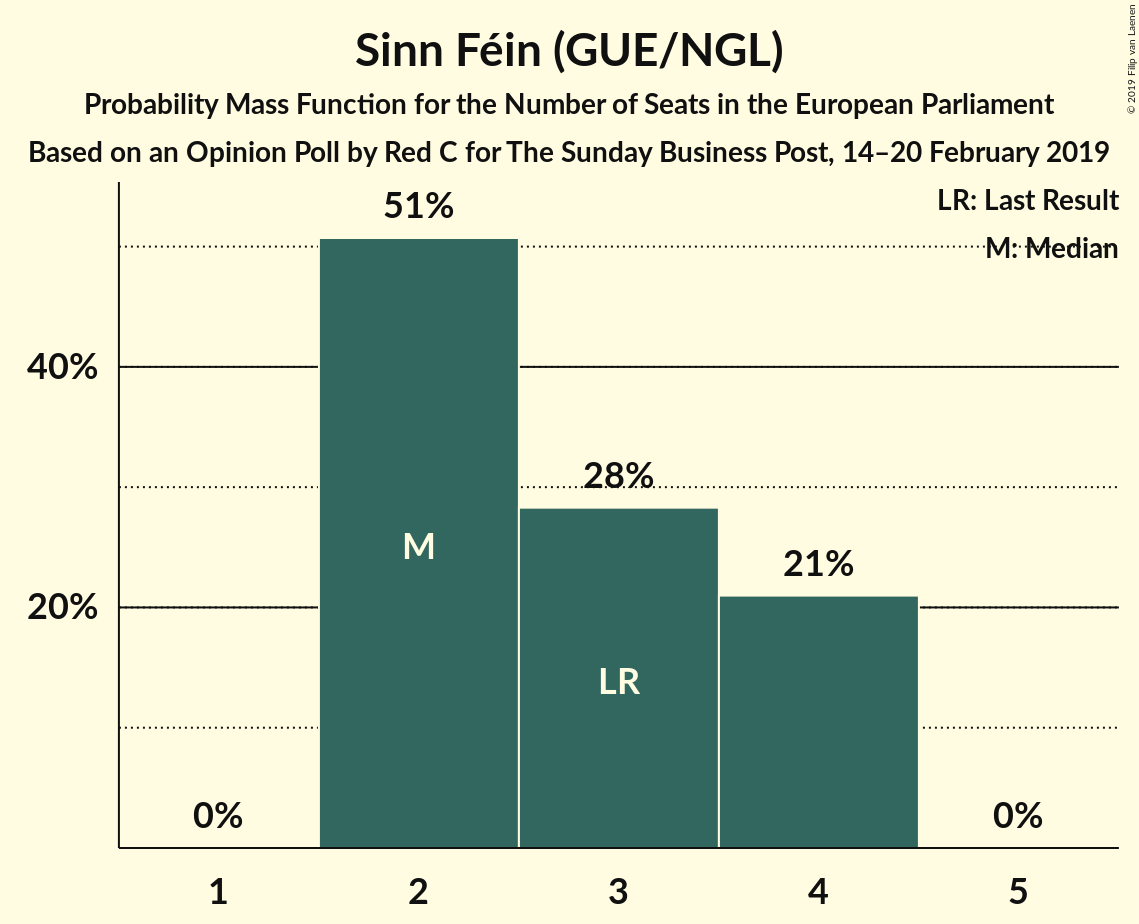 Sinn Féin (GUE/NGL)
Probability Mass Function for the Number of Seats in the European Parliament
Based on an Opinion Poll by Red C for The Sunday Business Post, 14–20 February 2019
© 2019 Filip van Laenen
LR: Last Result
M: Median
51%
40%
28%
M
21%
20%
LR
0%
0%
1
2
3
4
5